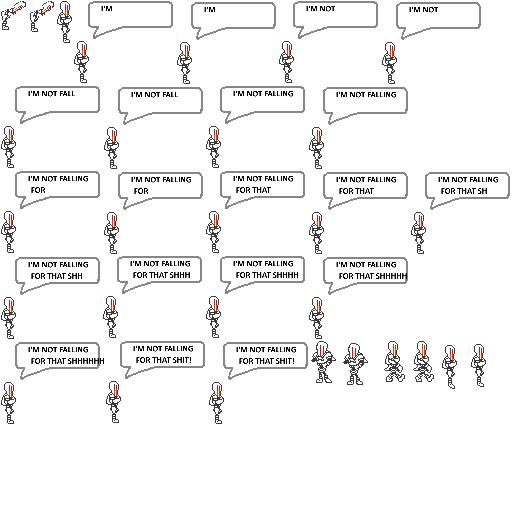 I'M
I'M
I'M NOT
I'M NOT
I'M NOT FALL
I'M NOT FALL
I'M NOT FALLING
I'M NOT FALLING
I'M NOT FALLING
FOR
I'M NOT FALLING
FOR
I'M NOT FALLING
FOR THAT
I'M NOT FALLING
FOR THAT
I'M NOT FALLING
FOR THAT SH
I'M NOT FALLING
FOR THAT SHH
I'M NOT FALLING
FOR THAT SHHH
I'M NOT FALLING
FOR THAT SHHHH
I'M NOT FALLING
FOR THAT SHHHHH
I'M NOT FALLING
FOR THAT SHHHHHH
I'M NOT FALLING
FOR THAT SHIT!
I'M NOT FALLING
FOR THAT SHIT!